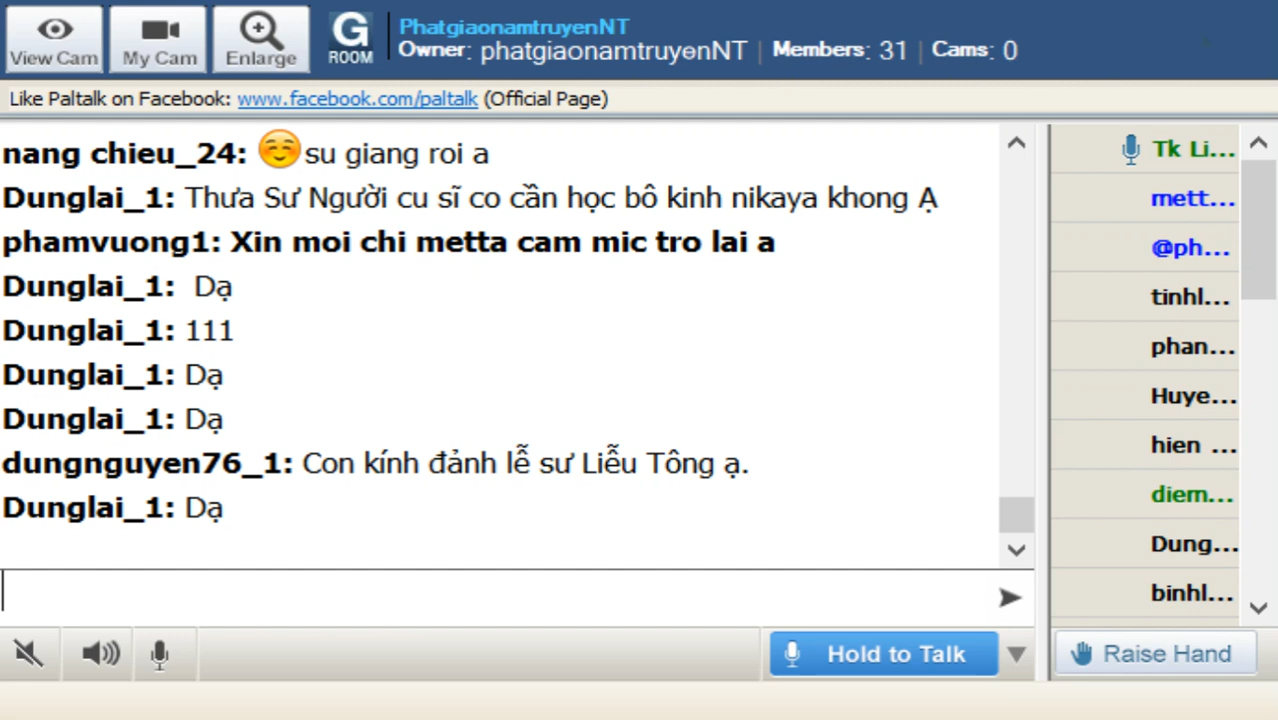 View Cam
My Cam
Enlarge
G
ROOM
PhatgiaonamtruyenNT
Owner: phatgiaonamtruyenNT | Members: 31 | Cams: 0
Like Paltalk on Facebook: www.facebook.com/paltalk (Official Page)
nang chieu_24: su giang roi a
Dunglai_1: Thưa Sư Người cu sĩ co cần học bô kinh nikaya khong Ạ
phamvuong1: Xin moi chi metta cam mic tro lai a
Dunglai_1: Dạ
Dunglai_1: 111
Dunglai_1: Dạ
Dunglai_1: Dạ
dungnguyen76_1: Con kính đảnh lễ sư Liễu Tông ạ.
Dunglai_1: Dạ
Tk Li...
mett...
@ph...
tinhl...
phan...
Huye...
hien ...
diem...
Dung...
binhl...
Hold to Talk
Raise Hand